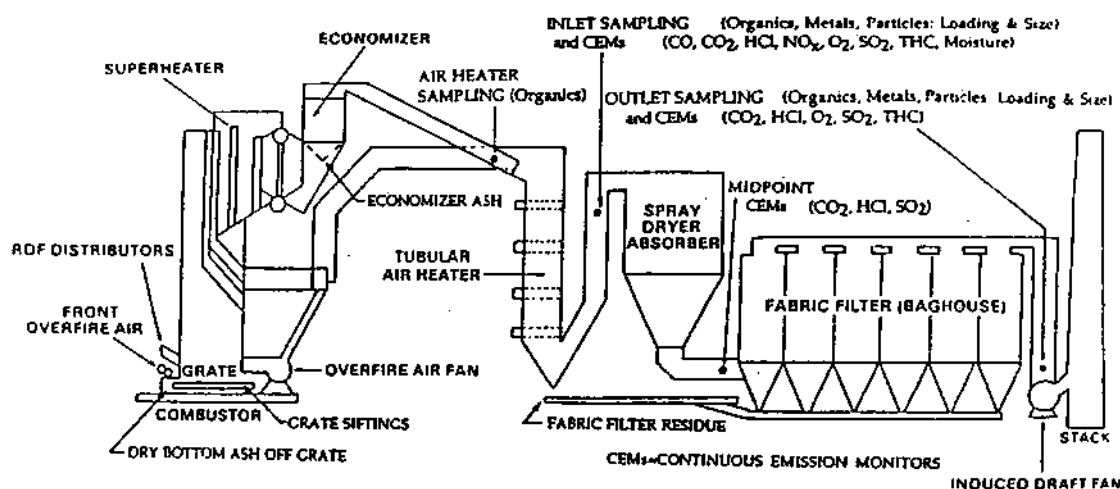 INLET SAMPLING (Organics, Metals, Particles: Loading & Size)
and CEMs (CO, CO2, HCl, NOx, O2, SO2, THC, Moisture)
ECONOMIZER
SUPERHEATER
AIR HEATER
SAMPLING (Organics)
OUTLET SAMPLING (Organics, Metals, Particles: Loading & Size)
and CEMs (CO2, HCl, O2, SO2, THC)
ECONOMIZER ASH
MIDPOINT
CEMs (CO2, HCl, SO2)
SPRAY
DRYER
ABSORBER
RDF DISTRIBUTORS
TUBULAR
AIR HEATER
FRONT
OVERFIRE AIR
FABRIC FILTER (BAGHOUSE)
GRATE
OVERFIRE AIR FAN
COMBUSTOR
GRATE SIFTINGS
FABRIC FILTER RESIDUE
STACK
DRY BOTTOM ASH OFF GRATE
CEMs=CONTINUOUS EMISSION MONITORS
INDUCED DRAFT FAN